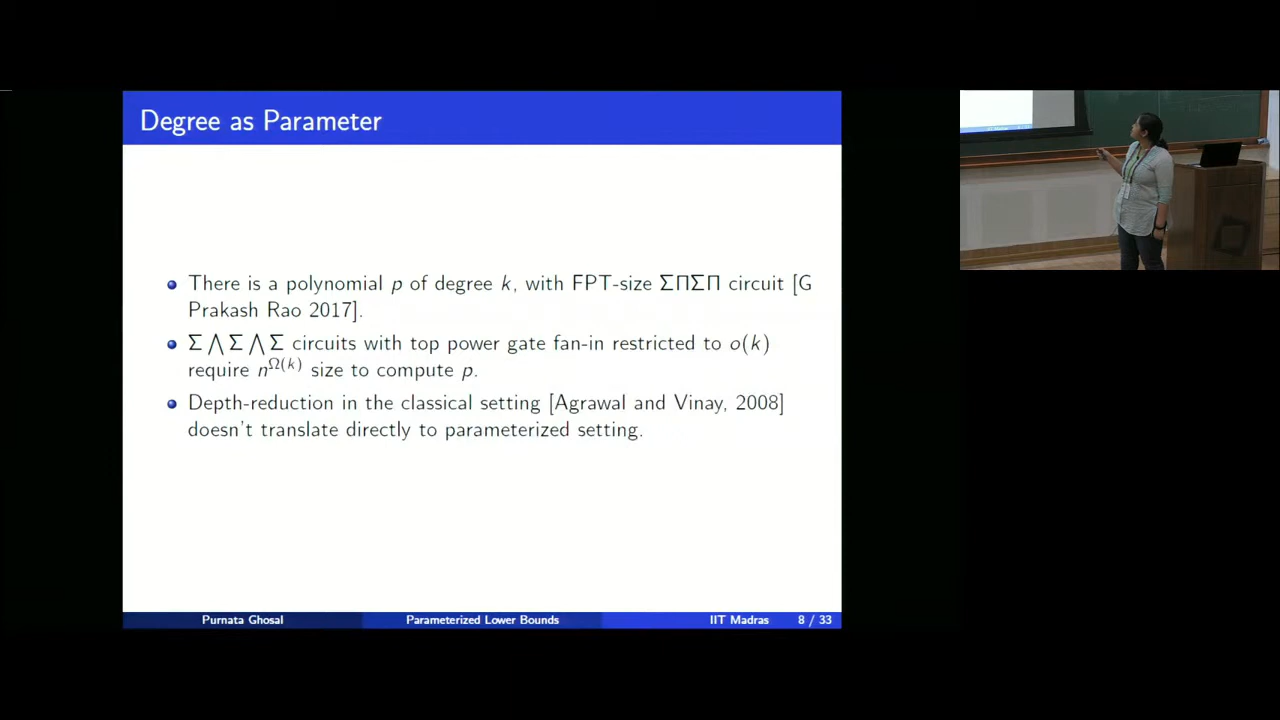 Degree as Parameter
There is a polynomial p of degree k, with FPT-size ΣΠΣΠ circuit [G
Prakash Rao 2017].
Σ⋀Σ⋀Σ circuits with top power gate fan-in restricted to o(k)
require n^{Ω(k)} size to compute p.
Depth-reduction in the classical setting [Agrawal and Vinay, 2008]
doesn't translate directly to parameterized setting.
Purnata Ghosal
Parameterized Lower Bounds
IIT Madras
8 / 33